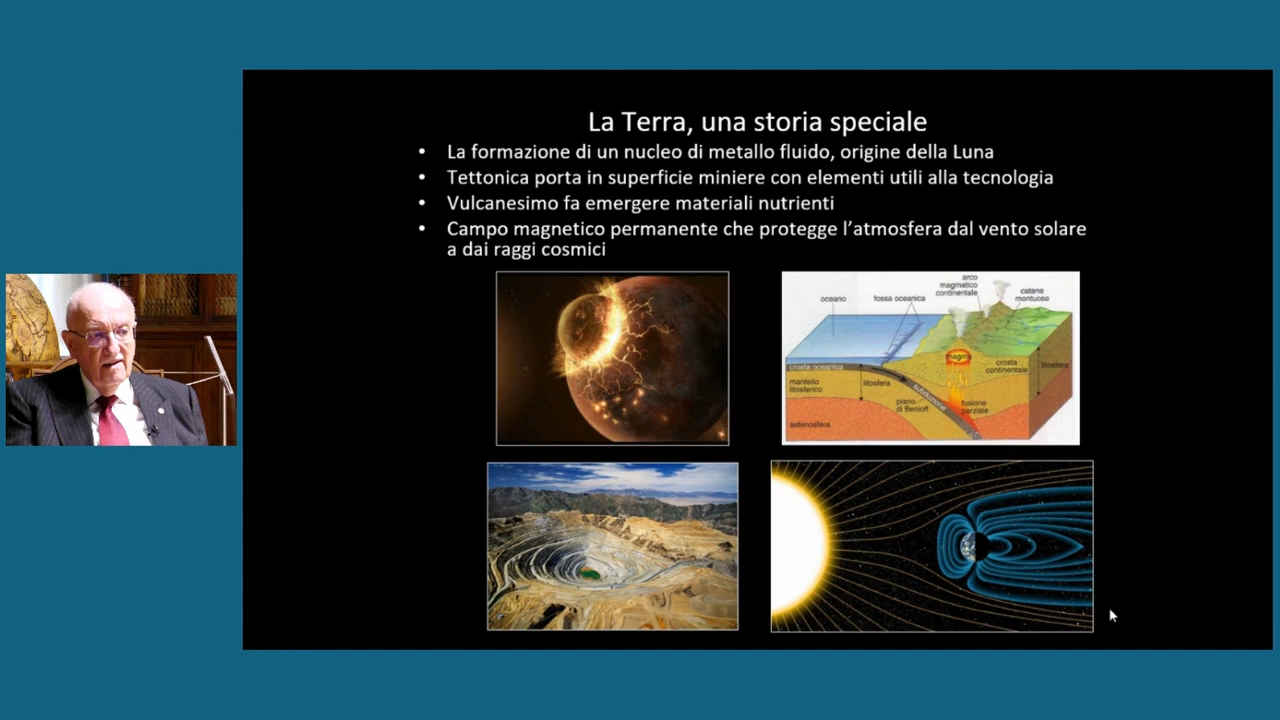 La Terra, una storia speciale
• La formazione di un nucleo di metallo fluido, origine della Luna
• Tettonica porta in superficie miniere con elementi utili alla tecnologia
• Vulcanesimo fa emergere materiali nutrienti
• Campo magnetico permanente che protegge l’atmosfera dal vento solare
a dai raggi cosmici
oceano
fossa oceanica
arco
magmatico
continentale
catene
montuose
crosta oceanica
mantello
litosferico
litosfera
piano
di Benioff
subduzione
magma
fusione
parziale
crosta
continentale
litosfera
astenosfera